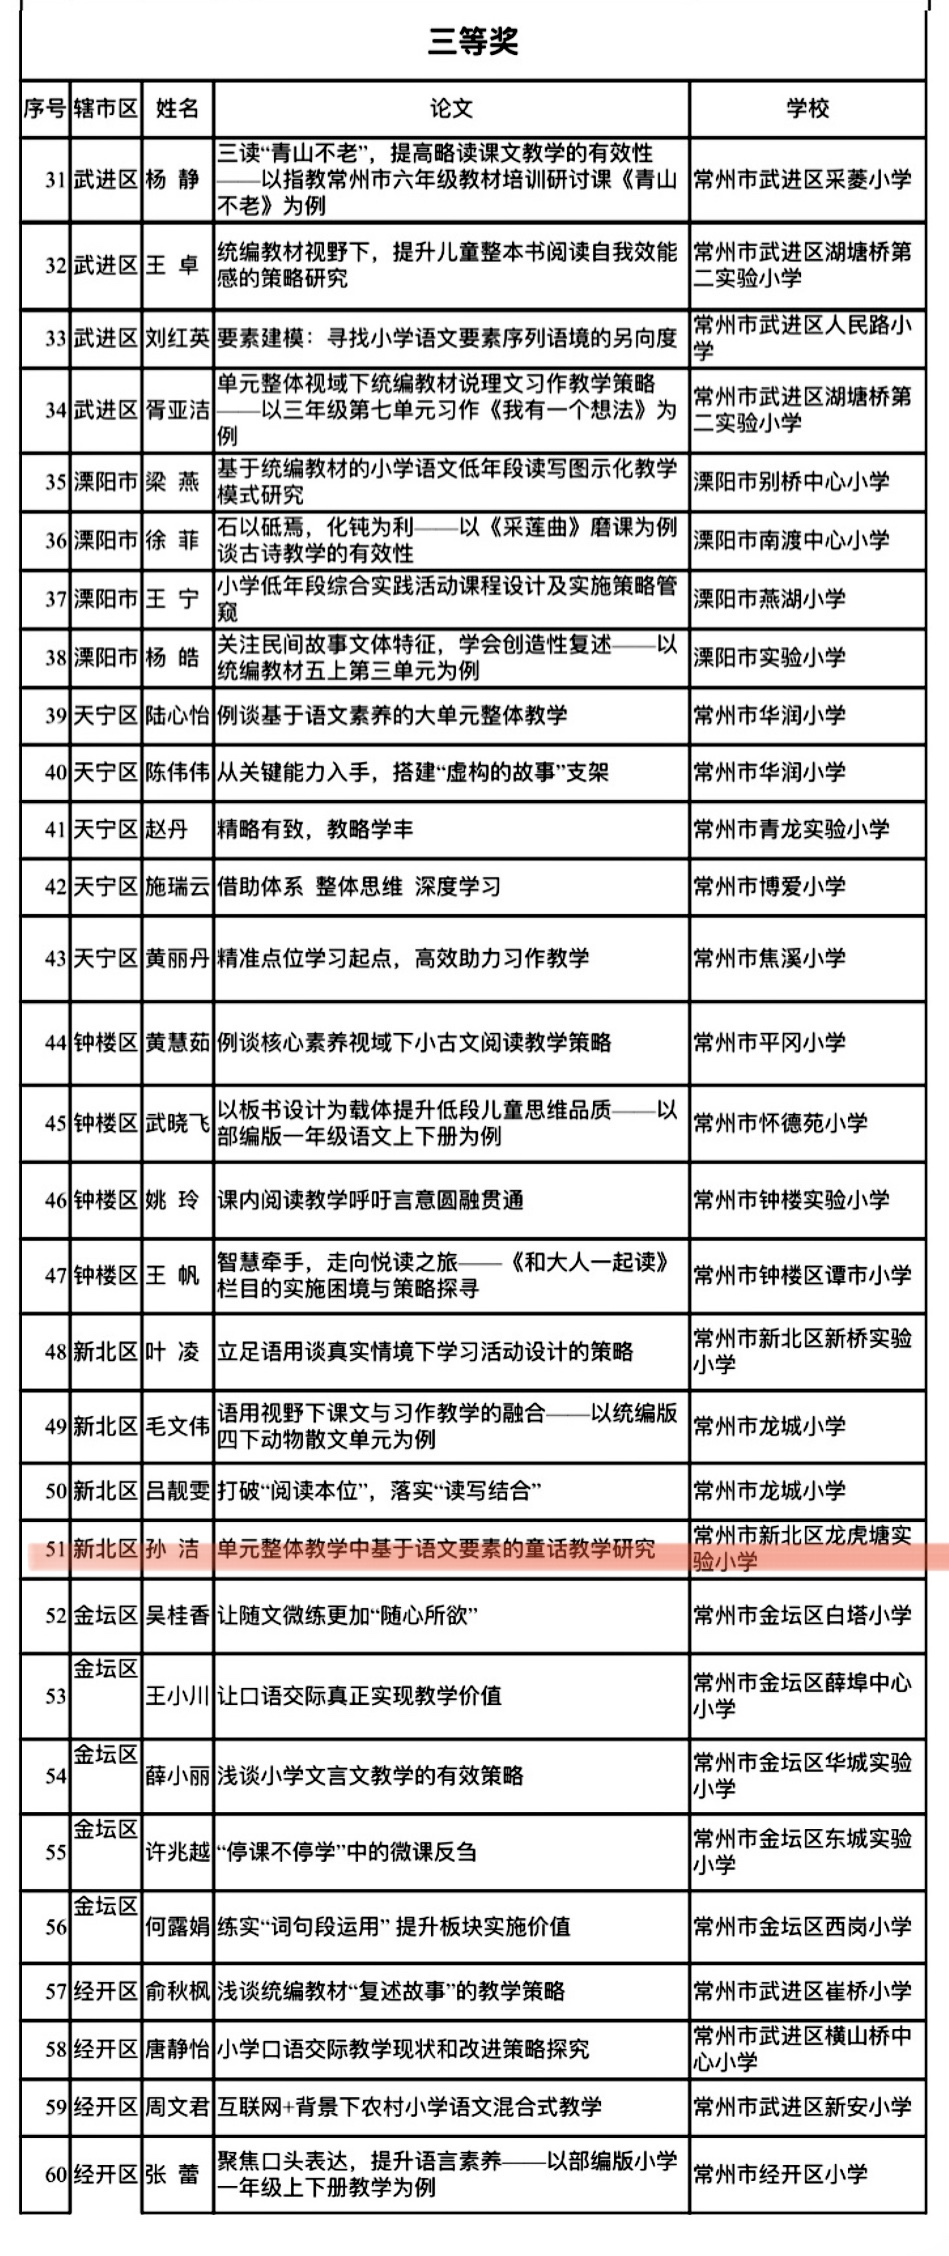 三等奖
序号 辖市区 姓名 论文 学校
31 武进区 杨 静 三读“青山不老”，提高略读课文教学的有效性
——以指教常州市六年级教材培训研讨课《青山
不老》为例 常州市武进区采菱小学
32 武进区 王 卓 统编教材视野下，提升儿童整本书阅读自我效能
感的策略研究 常州市武进区湖塘桥第
二实验小学
33 武进区 刘红英 要素建模：寻找小学语文要素序列语境的另向度 常州市武进区人民路小
学
34 武进区 胥亚洁 单元整体视域下统编教材说理文习作教学策略
——以三年级第七单元习作《我有一个想法》为
例 常州市武进区湖塘桥第
二实验小学
35 溧阳市 梁 燕 基于统编教材的小学语文低年段读写图示化教学
模式研究 溧阳市别桥中心小学
36 溧阳市 徐 菲 石以砥焉，化钝为利——以《采莲曲》磨课为例
谈古诗教学的有效性 溧阳市南渡中心小学
37 溧阳市 王 宁 小学低年段综合实践活动课程设计及实施策略管
窥 溧阳市燕湖小学
38 溧阳市 杨 皓 关注民间故事文体特征，学会创造性复述——以
统编教材五上第三单元为例 溧阳市实验小学
39 天宁区 陆心怡 例谈基于语文素养的大单元整体教学 常州市华润小学
40 天宁区 陈伟伟 从关键能力入手，搭建“虚构的故事”支架 常州市华润小学
41 天宁区 赵丹 精略有致，教略学丰 常州市青龙实验小学
42 天宁区 施瑞云 借助体系 整体思维 深度学习 常州市博爱小学
43 天宁区 黄丽丹 精准点位学习起点，高效助力习作教学 常州市焦溪小学
44 钟楼区 黄慧茹 例谈核心素养视域下小古文阅读教学策略 常州市平冈小学
45 钟楼区 武晓飞 以板书设计为载体提升低段儿童思维品质——以
部编版一年级语文上下册为例 常州市怀德苑小学
46 钟楼区 姚 玲 课内阅读教学呼吁言意圆融贯通 常州市钟楼实验小学
47 钟楼区 王 帆 智慧牵手，走向悦读之旅——《和大人一起读》
栏目的实施困境与策略探寻 常州市钟楼区谭市小学
48 新北区 叶 凌 立足语用谈真实情境下学习活动设计的策略 常州市新北区新桥实验
小学
49 新北区 毛文伟 语用视野下课文与习作教学的融合——以统编版
四下动物散文单元为例 常州市龙城小学
50 新北区 吕靓雯 打破“阅读本位”，落实“读写结合” 常州市龙城小学
51 新北区 孙 洁 单元整体教学中基于语文要素的童话教学研究 常州市新北区龙虎塘实
验小学
52 金坛区 吴桂香 让随文微练更加“随心所欲” 常州市金坛区白塔小学
53 金坛区 王小川 让口语交际真正实现教学价值 常州市金坛区薛埠中心
小学
54 金坛区 薛小丽 浅谈小学文言文教学的有效策略 常州市金坛区华城实验
小学
55 金坛区 许兆越 “停课不停学”中的微课反刍 常州市金坛区东城实验
小学
56 金坛区 何露娟 练实“词句段运用” 提升板块实施价值 常州市金坛区西岗小学
57 经开区 俞秋枫 浅谈统编教材“复述故事”的教学策略 常州市武进区崔桥小学
58 经开区 唐静怡 小学口语交际教学现状和改进策略探究 常州市武进区横山桥中
心小学
59 经开区 周文君 互联网+背景下农村小学语文混合式教学 常州市武进区新安小学
60 经开区 张 蕾 聚焦口头表达，提升语言素养——以部编版小学
一年级上下册教学为例 常州市经开区小学